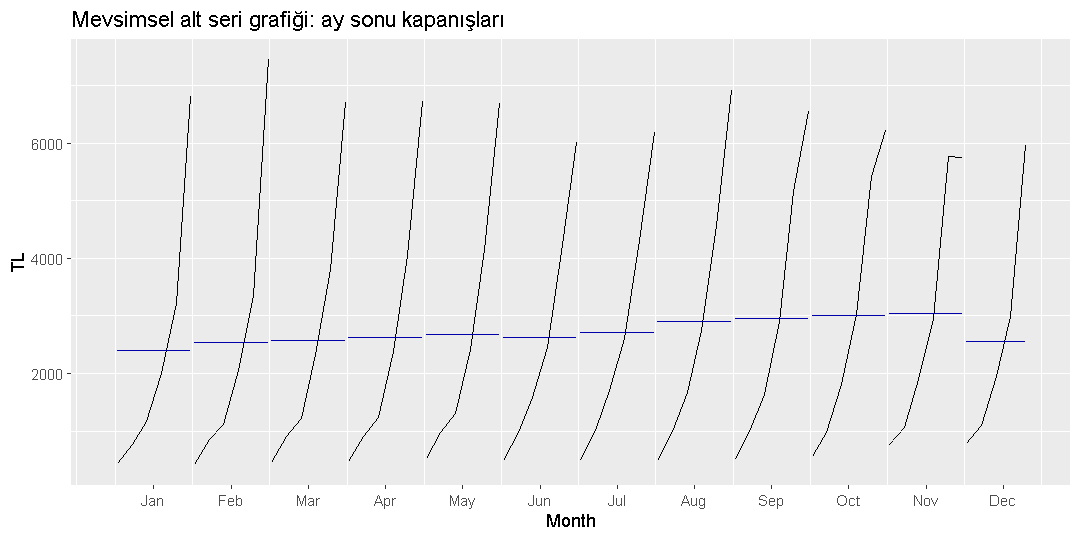 Mevsimsel alt seri grafiği: ay sonu kapanışları
TL
6000
4000
2000
Jan Feb Mar Apr May Jun Jul Aug Sep Oct Nov Dec
Month